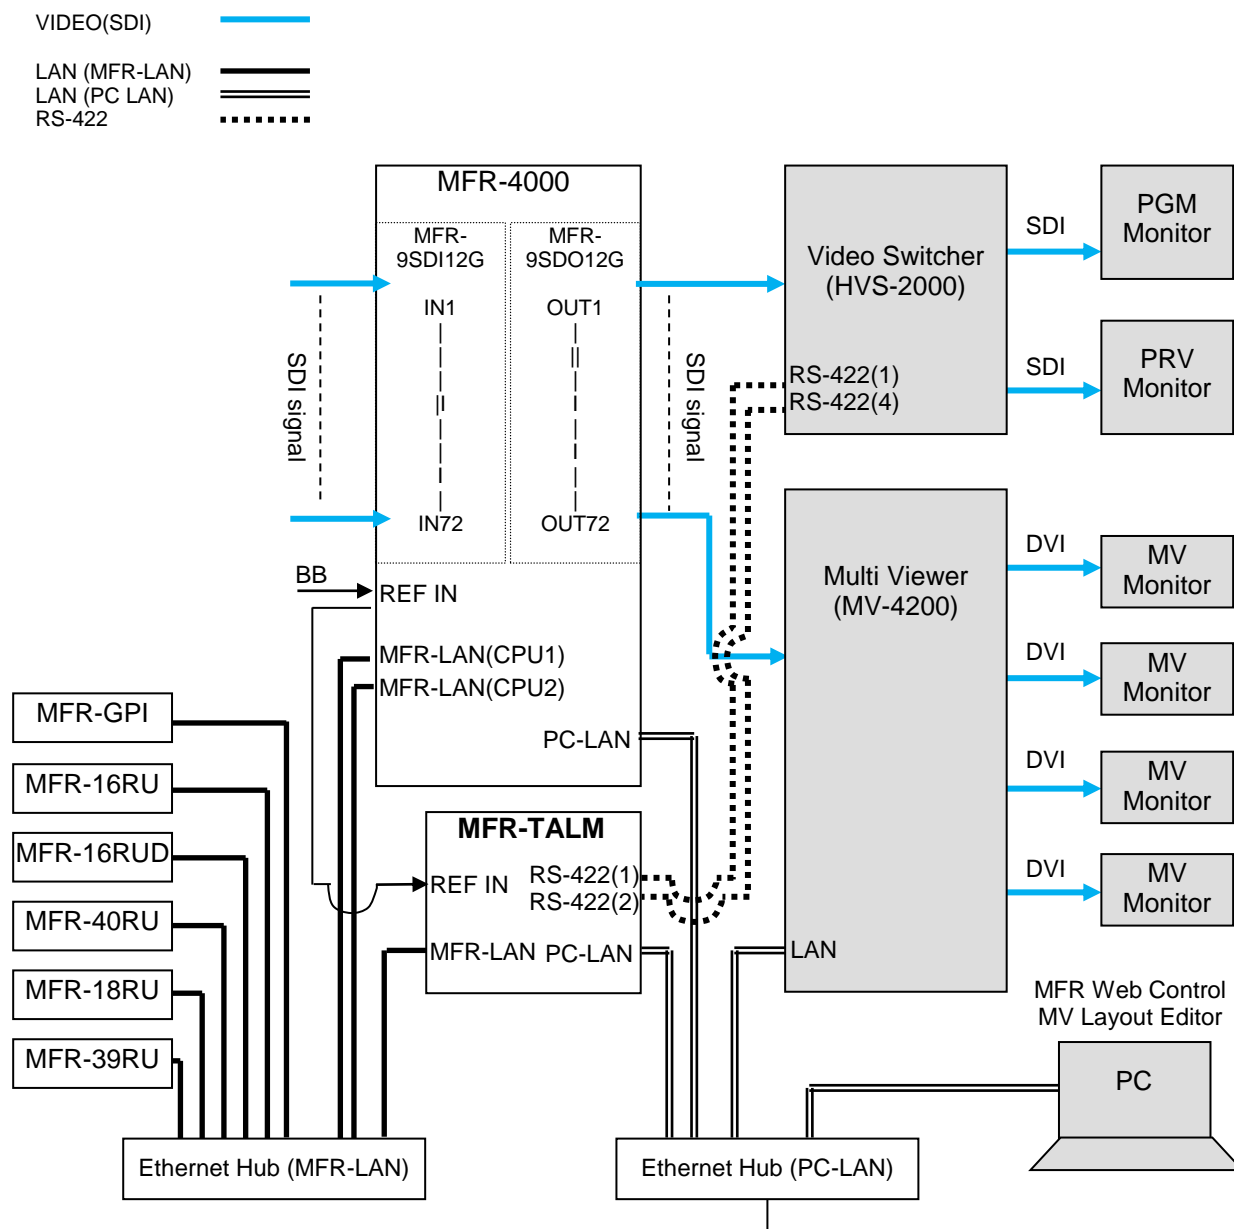 VIDEO(SDI)
LAN (MFR-LAN)
LAN (PC LAN)
RS-422
MFR-4000
MFR-
9SDI12G
MFR-
9SDO12G
IN1
OUT1
IN72
OUT72
SDI signal
SDI signal
BB
REF IN
MFR-LAN(CPU1)
MFR-LAN(CPU2)
PC-LAN
Video Switcher
(HVS-2000)
RS-422(1)
RS-422(4)
SDI
PGM
Monitor
SDI
PRV
Monitor
Multi Viewer
(MV-4200)
LAN
DVI
MV
Monitor
DVI
MV
Monitor
DVI
MV
Monitor
DVI
MV
Monitor
MFR-GPI
MFR-16RU
MFR-16RUD
MFR-40RU
MFR-18RU
MFR-39RU
MFR-TALM
REF IN
RS-422(1)
RS-422(2)
MFR-LAN
PC-LAN
MFR Web Control
MV Layout Editor
PC
Ethernet Hub (MFR-LAN)
Ethernet Hub (PC-LAN)